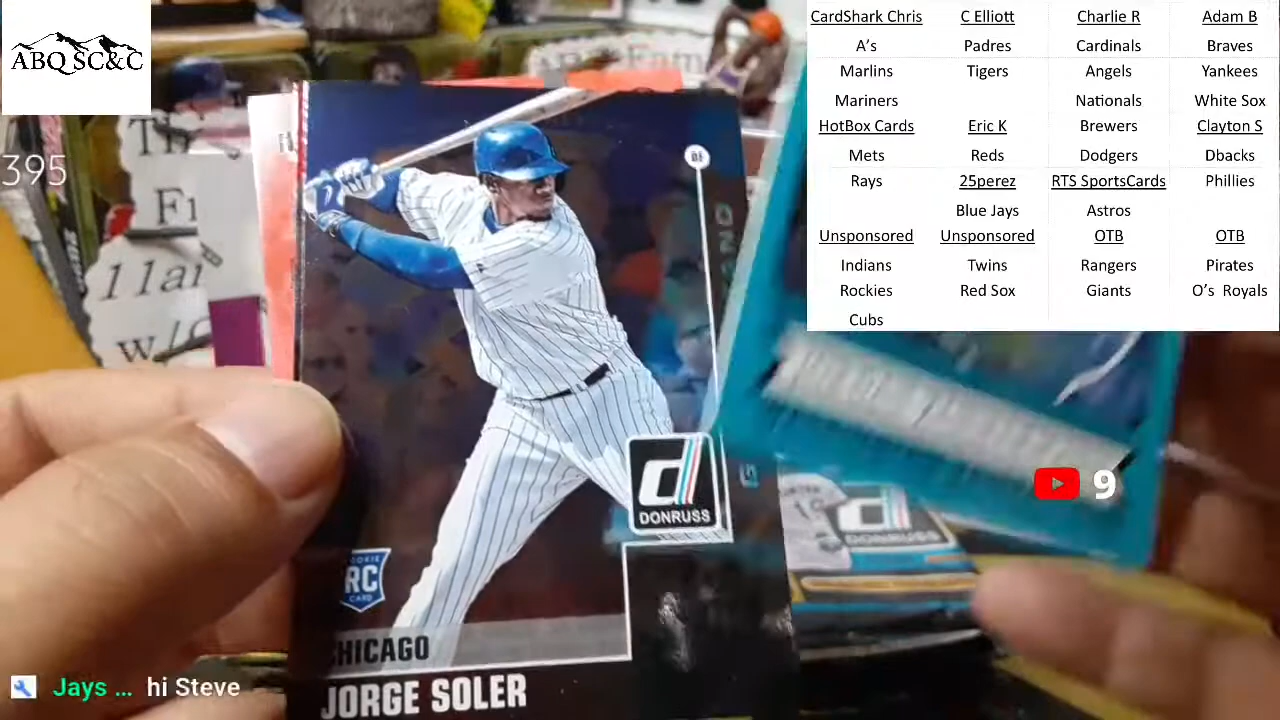 ABQ SC&C
395
CardShark Chris C Elliott Charlie R Adam B
A's Padres Cardinals Braves
Marlins Tigers Angels Yankees
Mariners Nationals White Sox
HotBox Cards Eric K Brewers Clayton S
Mets Reds Dodgers Dbacks
Rays 25perez RTS SportsCards Phillies
Blue Jays Astros
Unsponsored Unsponsored OTB OTB
Indians Twins Rangers Pirates
Rockies Red Sox Giants O's Royals
Cubs
11ar
w/
d
DONRUSS
DONRUSS
ROOKIE
RC
CARD
CHICAGO
JORGE SOLER
9
Jays ... hi Steve